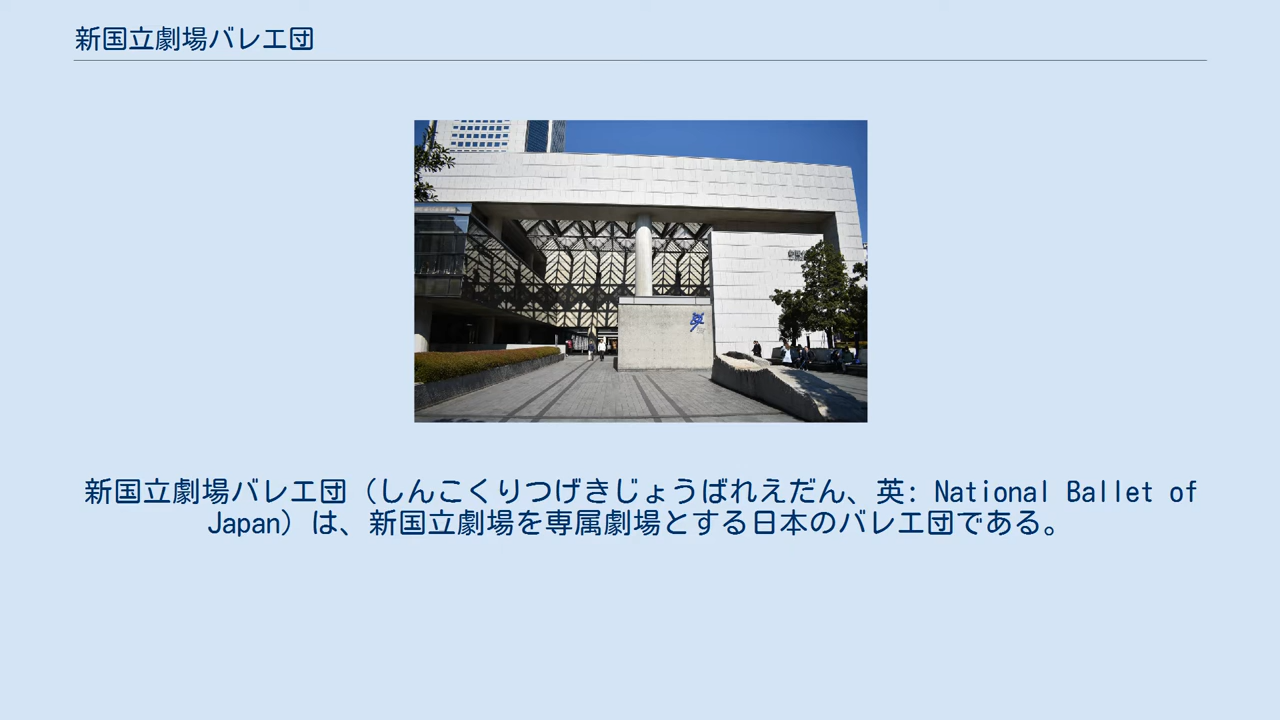 新国立劇場バレエ団
新国立劇場バレエ団（しんこくりつげきじょうばれえだん、英: National Ballet of
Japan）は、新国立劇場を専属劇場とする日本のバレエ団である。